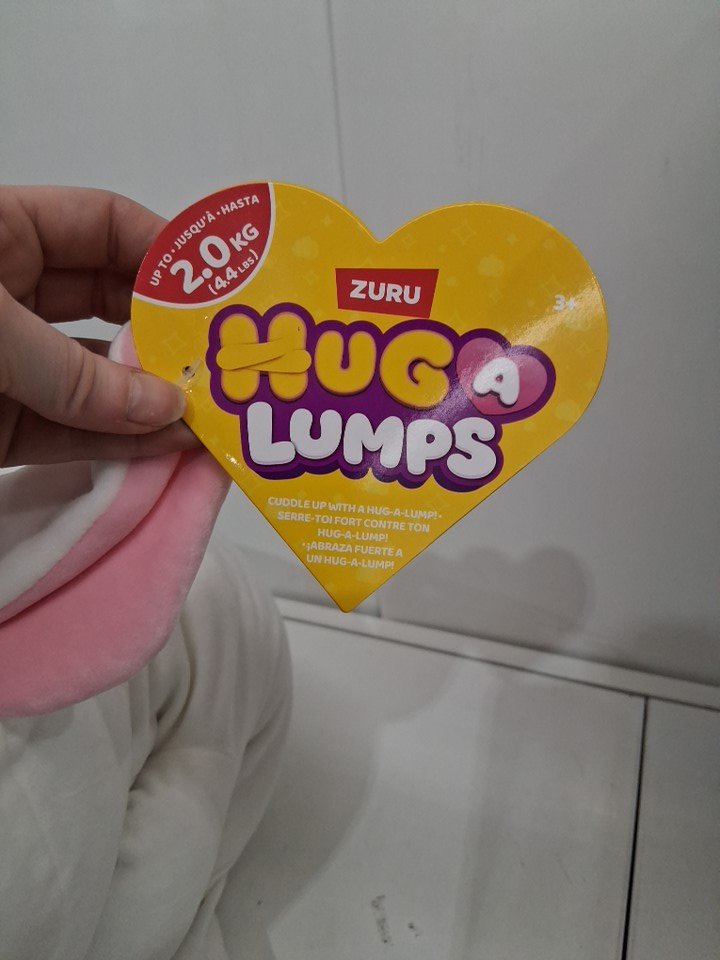 UP TO • JUSQU'À • HASTA
2.0 KG
(4.4 LBS)
ZURU
3+
HUG A
LUMPS
CUDDLE UP WITH A HUG-A-LUMP! •
SERRE-TOI FORT CONTRE TON
HUG-A-LUMP!
• ¡ABRAZA FUERTE A
UN HUG-A-LUMP!